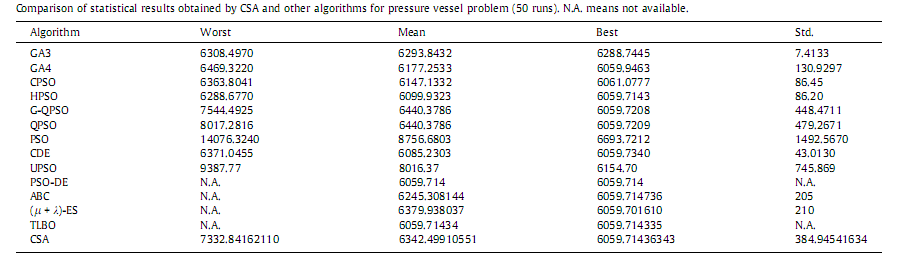 Comparison of statistical results obtained by CSA and other algorithms for pressure vessel problem (50 runs). N.A. means not available.
Algorithm Worst Mean Best Std.
GA3 6308.4970 6293.8432 6288.7445 7.4133
GA4 6469.3220 6177.2533 6059.9463 130.9297
CPSO 6363.8041 6147.1332 6061.0777 86.45
HPSO 6288.6770 6099.9323 6059.7143 86.20
G-QPSO 7544.4925 6440.3786 6059.7208 448.4711
QPSO 8017.2816 6440.3786 6059.7209 479.2671
PSO 14076.3240 8756.6803 6693.7212 1492.5670
CDE 6371.0455 6085.2303 6059.7340 43.0130
UPSO 9387.77 8016.37 6154.70 745.869
PSO-DE N.A. 6059.714 6059.714 N.A.
ABC N.A. 6245.308144 6059.714736 205
(μ + λ)-ES N.A. 6379.938037 6059.701610 210
TLBO N.A. 6059.71434 6059.714335 N.A.
CSA 7332.84162110 6342.49910551 6059.71436343 384.94541634